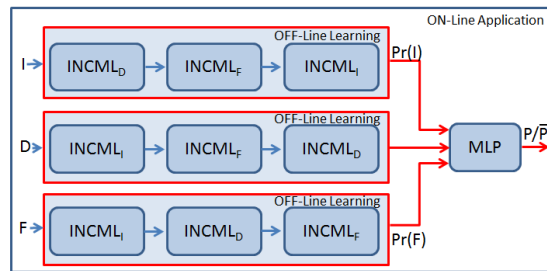 ON-Line Application
OFF-Line Learning
I INCML_D INCML_F INCML_I Pr(I)
OFF-Line Learning
D INCML_I INCML_F INCML_D MLP P/P̅
OFF-Line Learning
F INCML_I INCML_D INCML_F Pr(F)